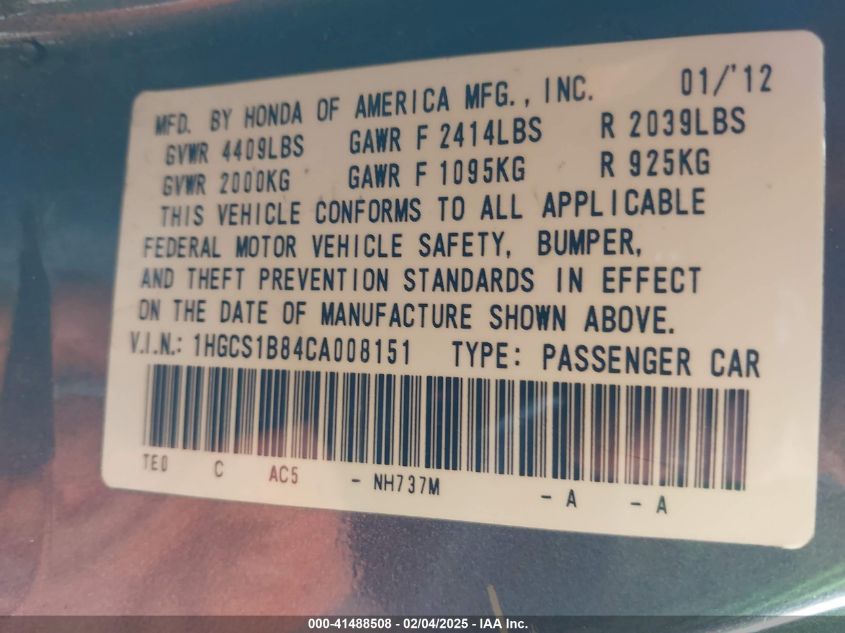 MFD. BY HONDA OF AMERICA MFG., INC. 01/'12
GVWR 4409LBS GAWR F 2414LBS R 2039LBS
GVWR 2000KG GAWR F 1095KG R 925KG
THIS VEHICLE CONFORMS TO ALL APPLICABLE
FEDERAL MOTOR VEHICLE SAFETY, BUMPER,
AND THEFT PREVENTION STANDARDS IN EFFECT
ON THE DATE OF MANUFACTURE SHOWN ABOVE.
V.I.N.: 1HGCS1B84CA008151 TYPE: PASSENGER CAR
TE0 C AC5 - NH737M - A - A
000-41488508 - 02/04/2025 - IAA Inc.